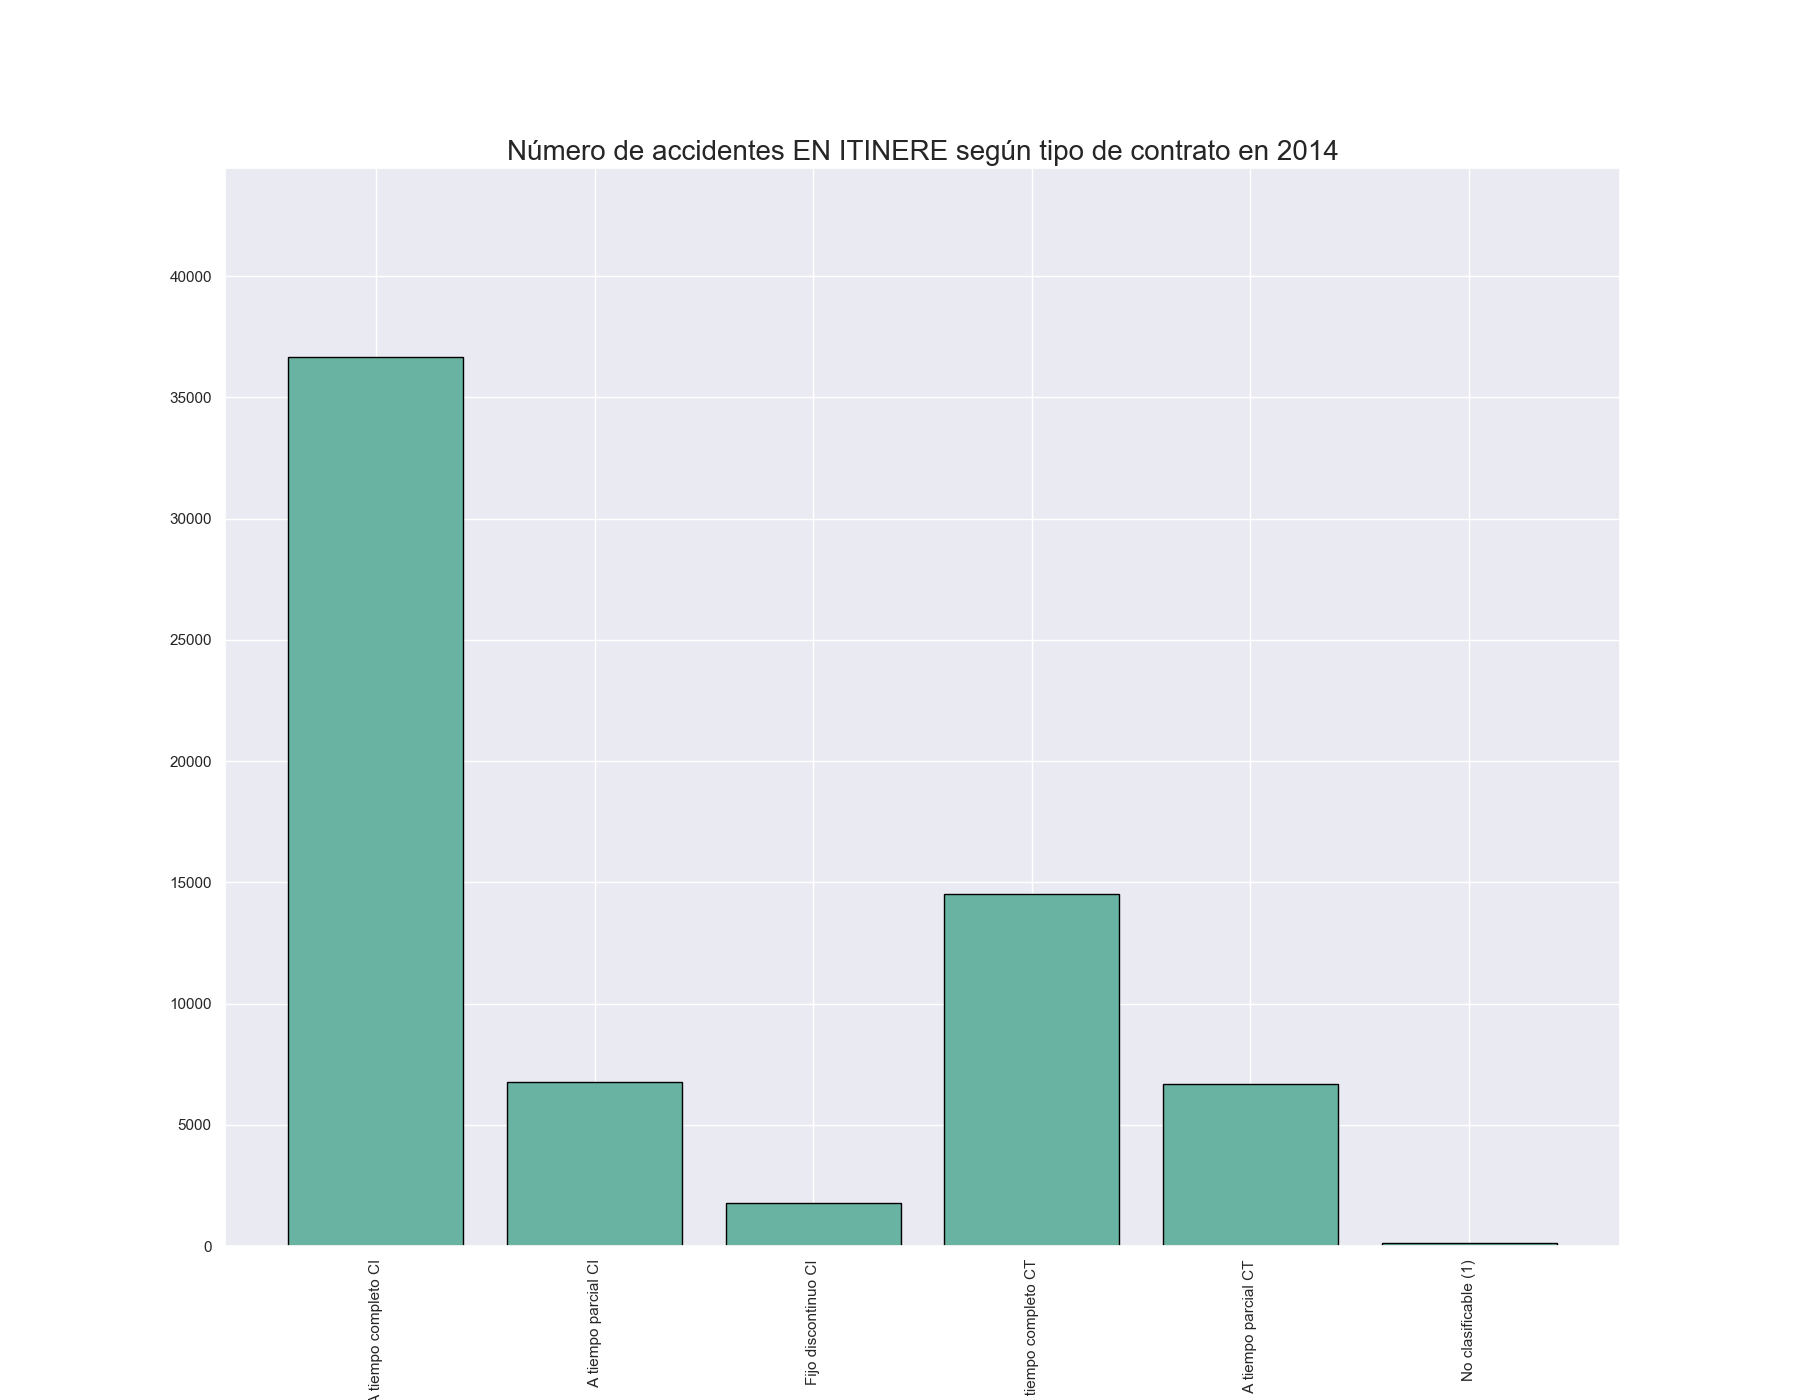 Número de accidentes EN ITINERE según tipo de contrato en 2014
40000
35000
30000
25000
20000
15000
10000
5000
0
A tiempo completo CI
A tiempo parcial CI
Fijo discontinuo CI
tiempo completo CT
A tiempo parcial CT
No clasificable (1)